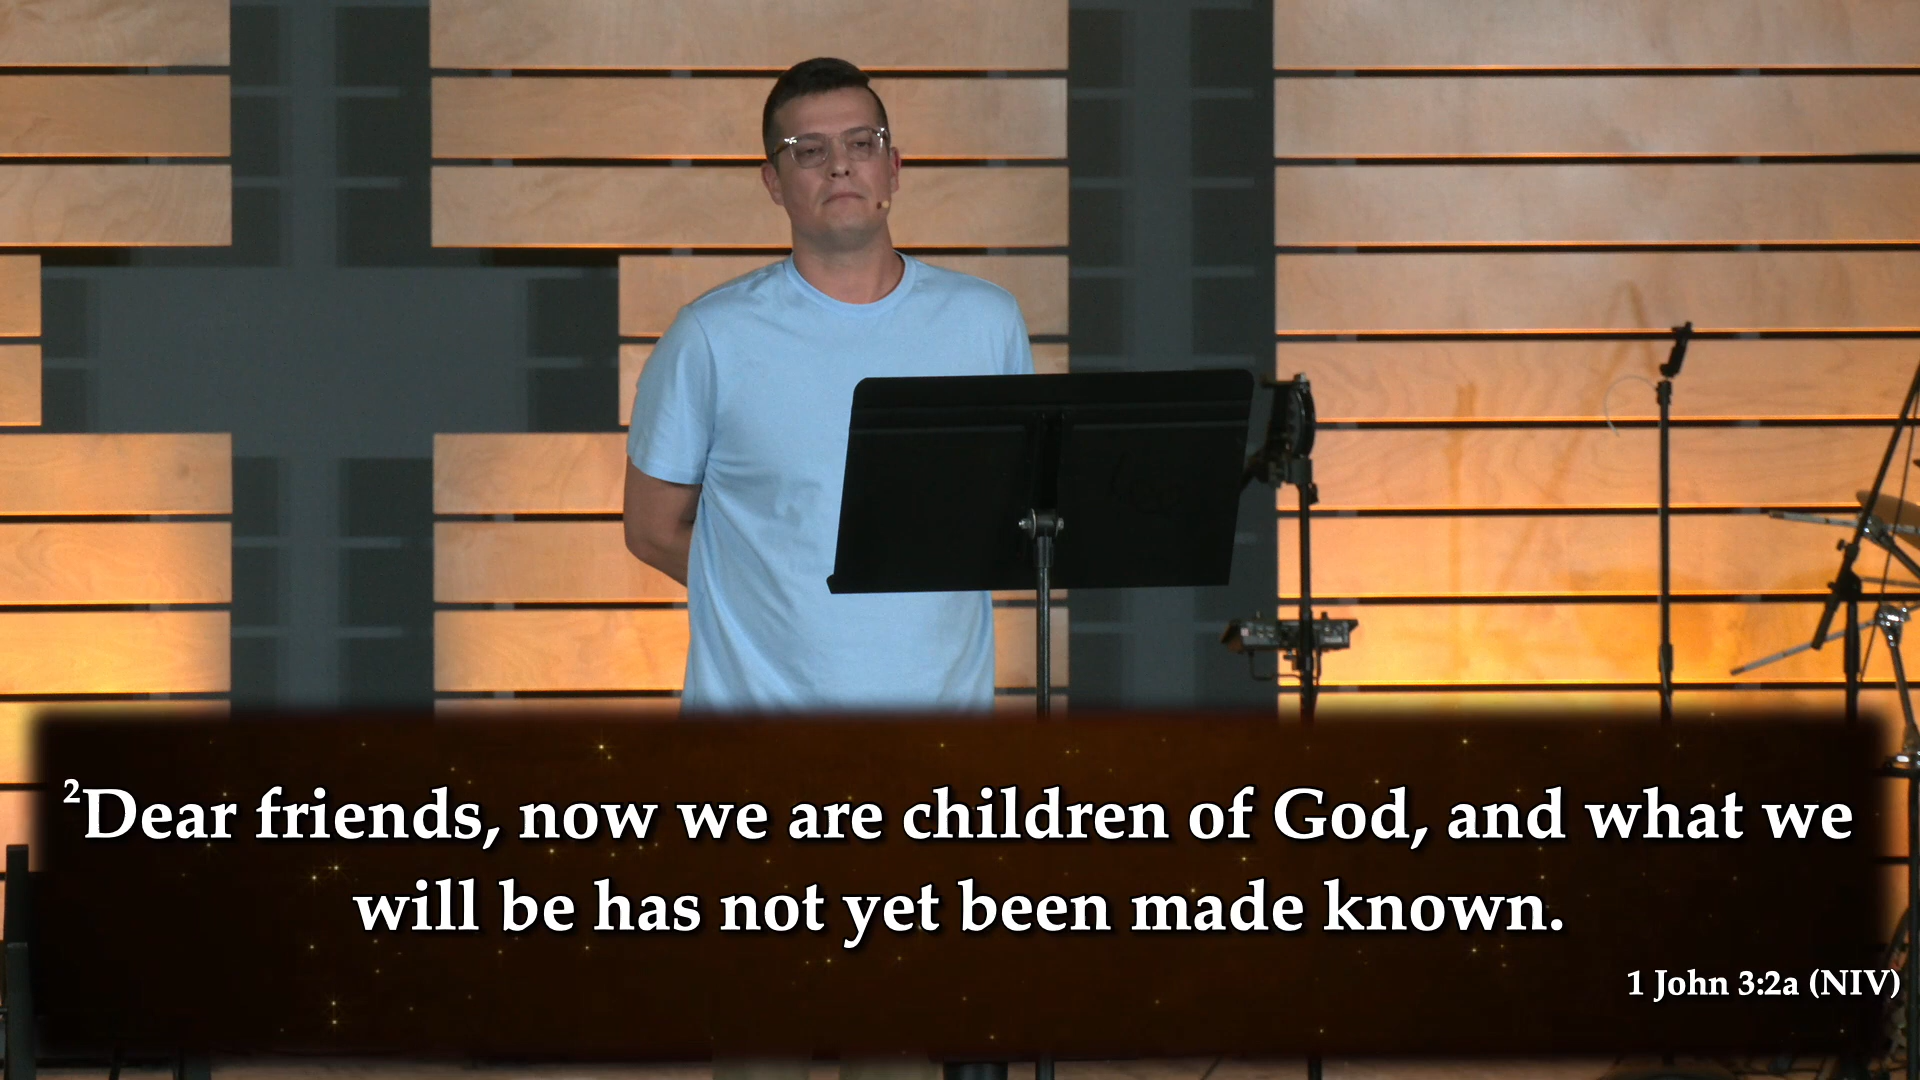 ²Dear friends, now we are children of God, and what we
will be has not yet been made known.
1 John 3:2a (NIV)